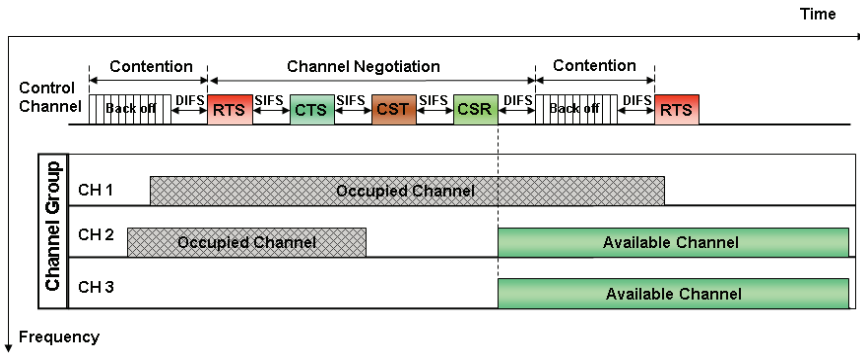 Time
Contention
Channel Negotiation
Contention
Control
Channel
Back off
DIFS
RTS
SIFS
CTS
SIFS
CST
SIFS
CSR
DIFS
Back off
DIFS
RTS
Channel Group
CH 1
Occupied Channel
CH 2
Occupied Channel
Available Channel
CH 3
Available Channel
Frequency